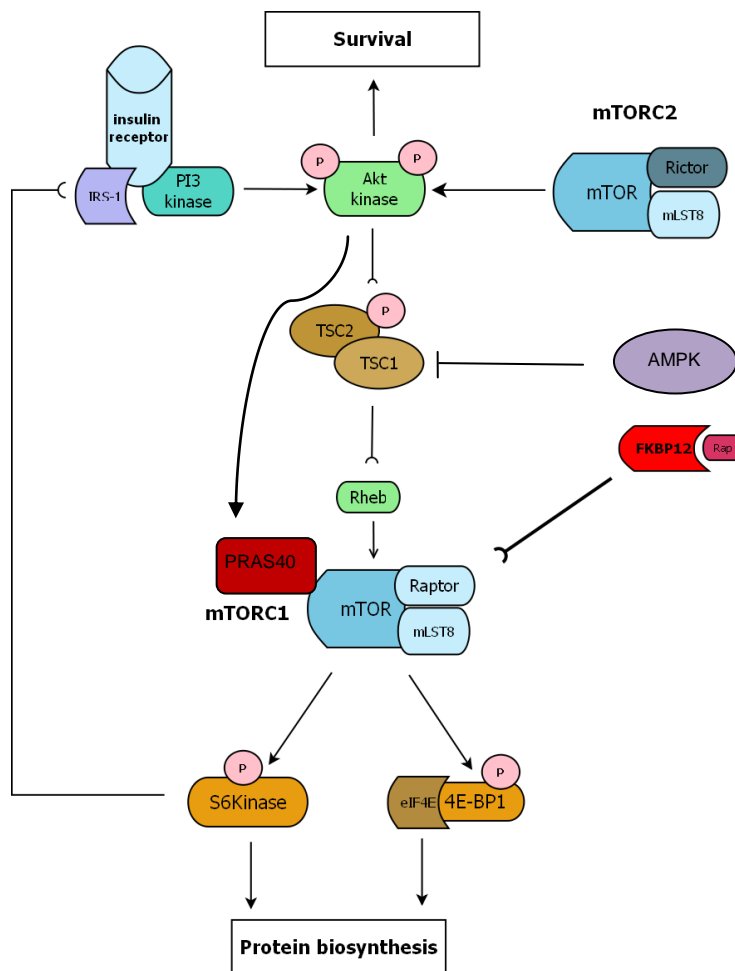 Survival
insulin
receptor
mTORC2
P
P
Akt
kinase
IRS-1
PI3
kinase
mTOR
Rictor
mLST8
P
TSC2
TSC1
AMPK
FKBP12
Rap
Rheb
PRAS40
mTORC1
mTOR
Raptor
mLST8
P
S6Kinase
P
eIF4E
4E-BP1
Protein biosynthesis